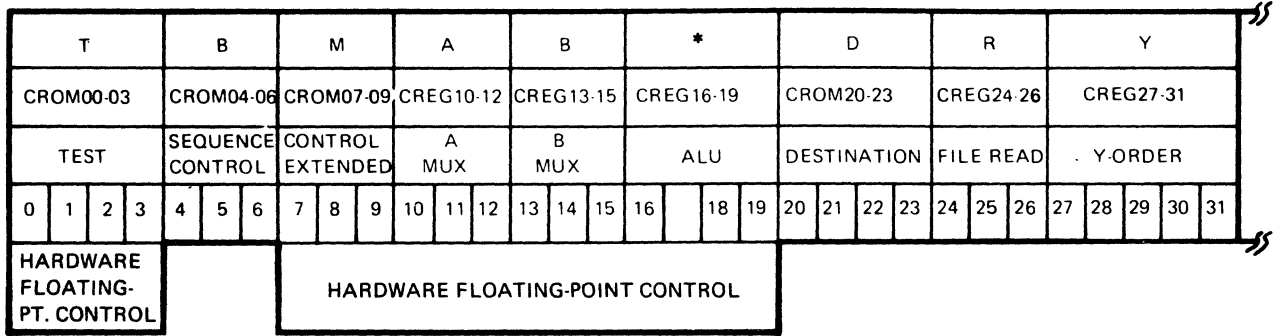 T B M A B * D R Y
CROM00-03 CROM04-06 CROM07-09 CREG10-12 CREG13-15 CREG16-19 CROM20-23 CREG24-26 CREG27-31
TEST SEQUENCE CONTROL CONTROL EXTENDED A MUX B MUX ALU DESTINATION FILE READ Y-ORDER
0 1 2 3 4 5 6 7 8 9 10 11 12 13 14 15 16 18 19 20 21 22 23 24 25 26 27 28 29 30 31
HARDWARE
FLOATING-
PT. CONTROL
HARDWARE FLOATING-POINT CONTROL